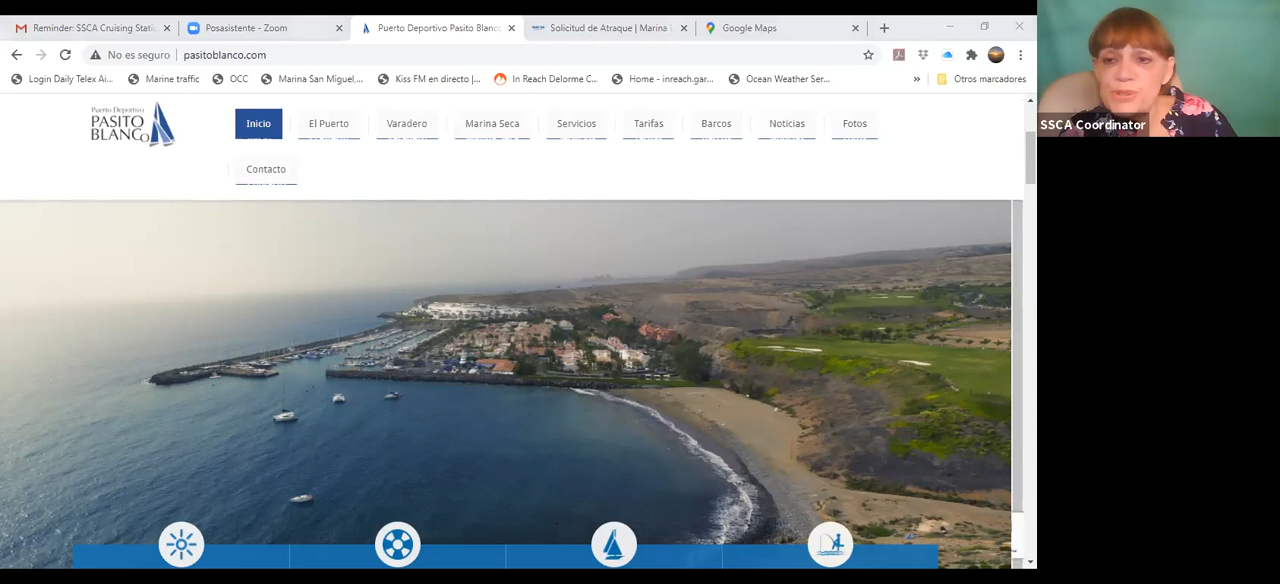 Reminder: SSCA Cruising Stati
Posasistente - Zoom
Puerto Deportivo Pasito Blanc
Solicitud de Atraque | Marina
Google Maps
No es seguro
pasitoblanco.com
Login Daily Telex Ai...
Marine traffic
OCC
Marina San Miguel,...
Kiss FM en directo |...
In Reach Delorme C...
Home - inreach.gar...
Ocean Weather Ser...
»
Otros marcadores
Puerto Deportivo
PASITO
BLANCO
Inicio
El Puerto
Varadero
Marina Seca
Servicios
Tarifas
Barcos
Noticias
Fotos
Contacto
SSCA Coordinator